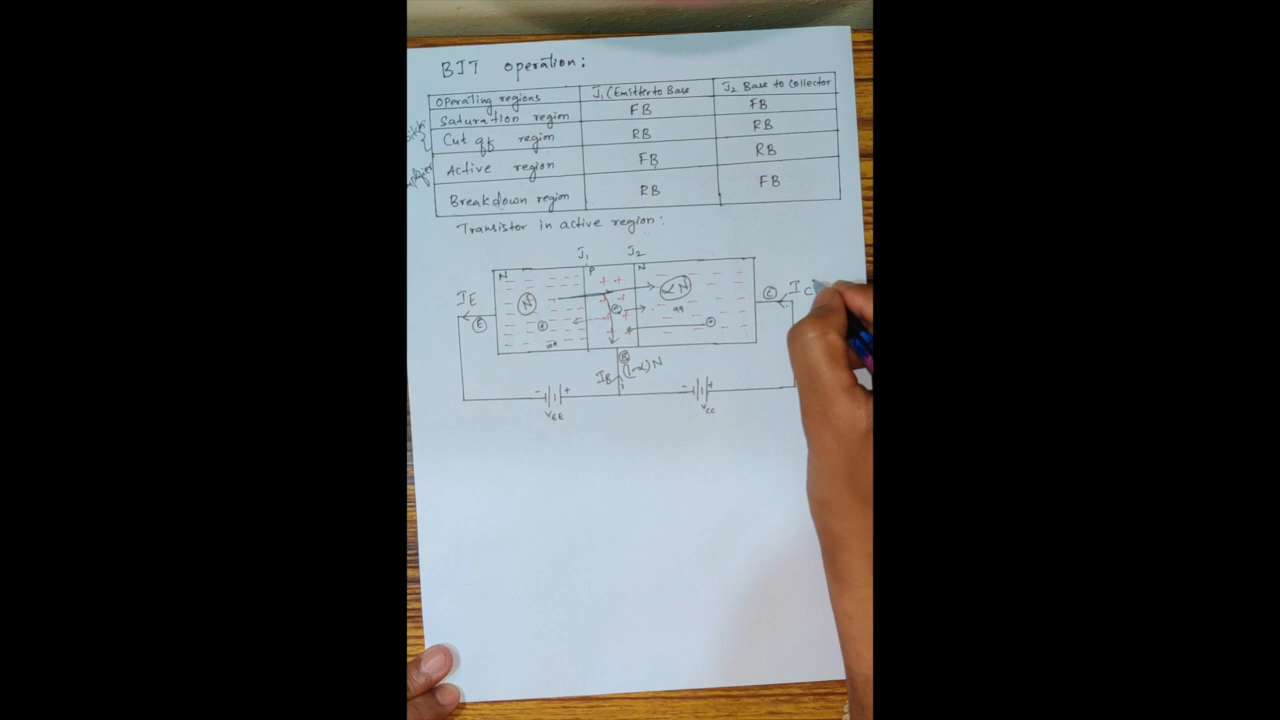 BJT operation:
Operating regions J1 (Emitter to Base J2 Base to Collector
Saturation region FB FB
Cut off region RB RB
Active region FB RB
Breakdown region RB FB
Transistor in active region:
J1 J2
N P N
IE N αN C IC
E
B
IB (1-α)N
- + - +
VEE VCC